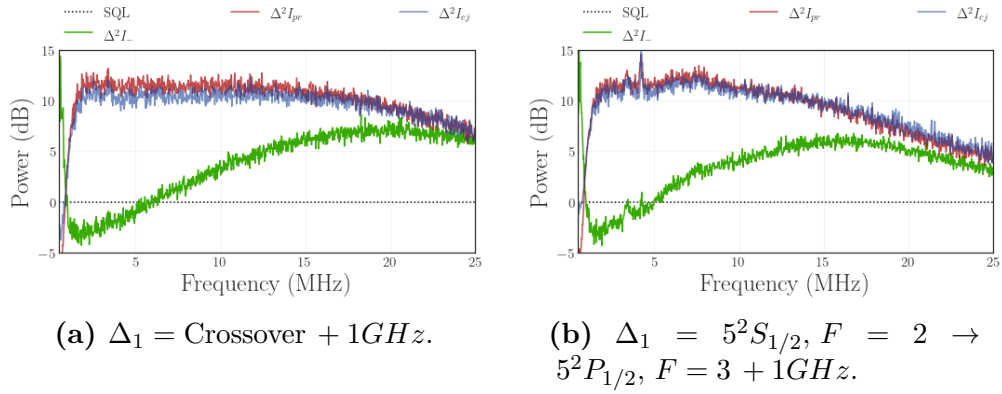 SQL Δ²I_pr Δ²I_cj
Δ²I_−
15
10
5
0
−5
Power (dB)
5 10 15 20 25
Frequency (MHz)
(a) Δ₁ = Crossover + 1GHz.
SQL Δ²I_pr Δ²I_cj
Δ²I_−
15
10
5
0
−5
Power (dB)
5 10 15 20 25
Frequency (MHz)
(b) Δ₁ = 5²S₁/₂, F = 2 →
5²P₁/₂, F = 3 + 1GHz.